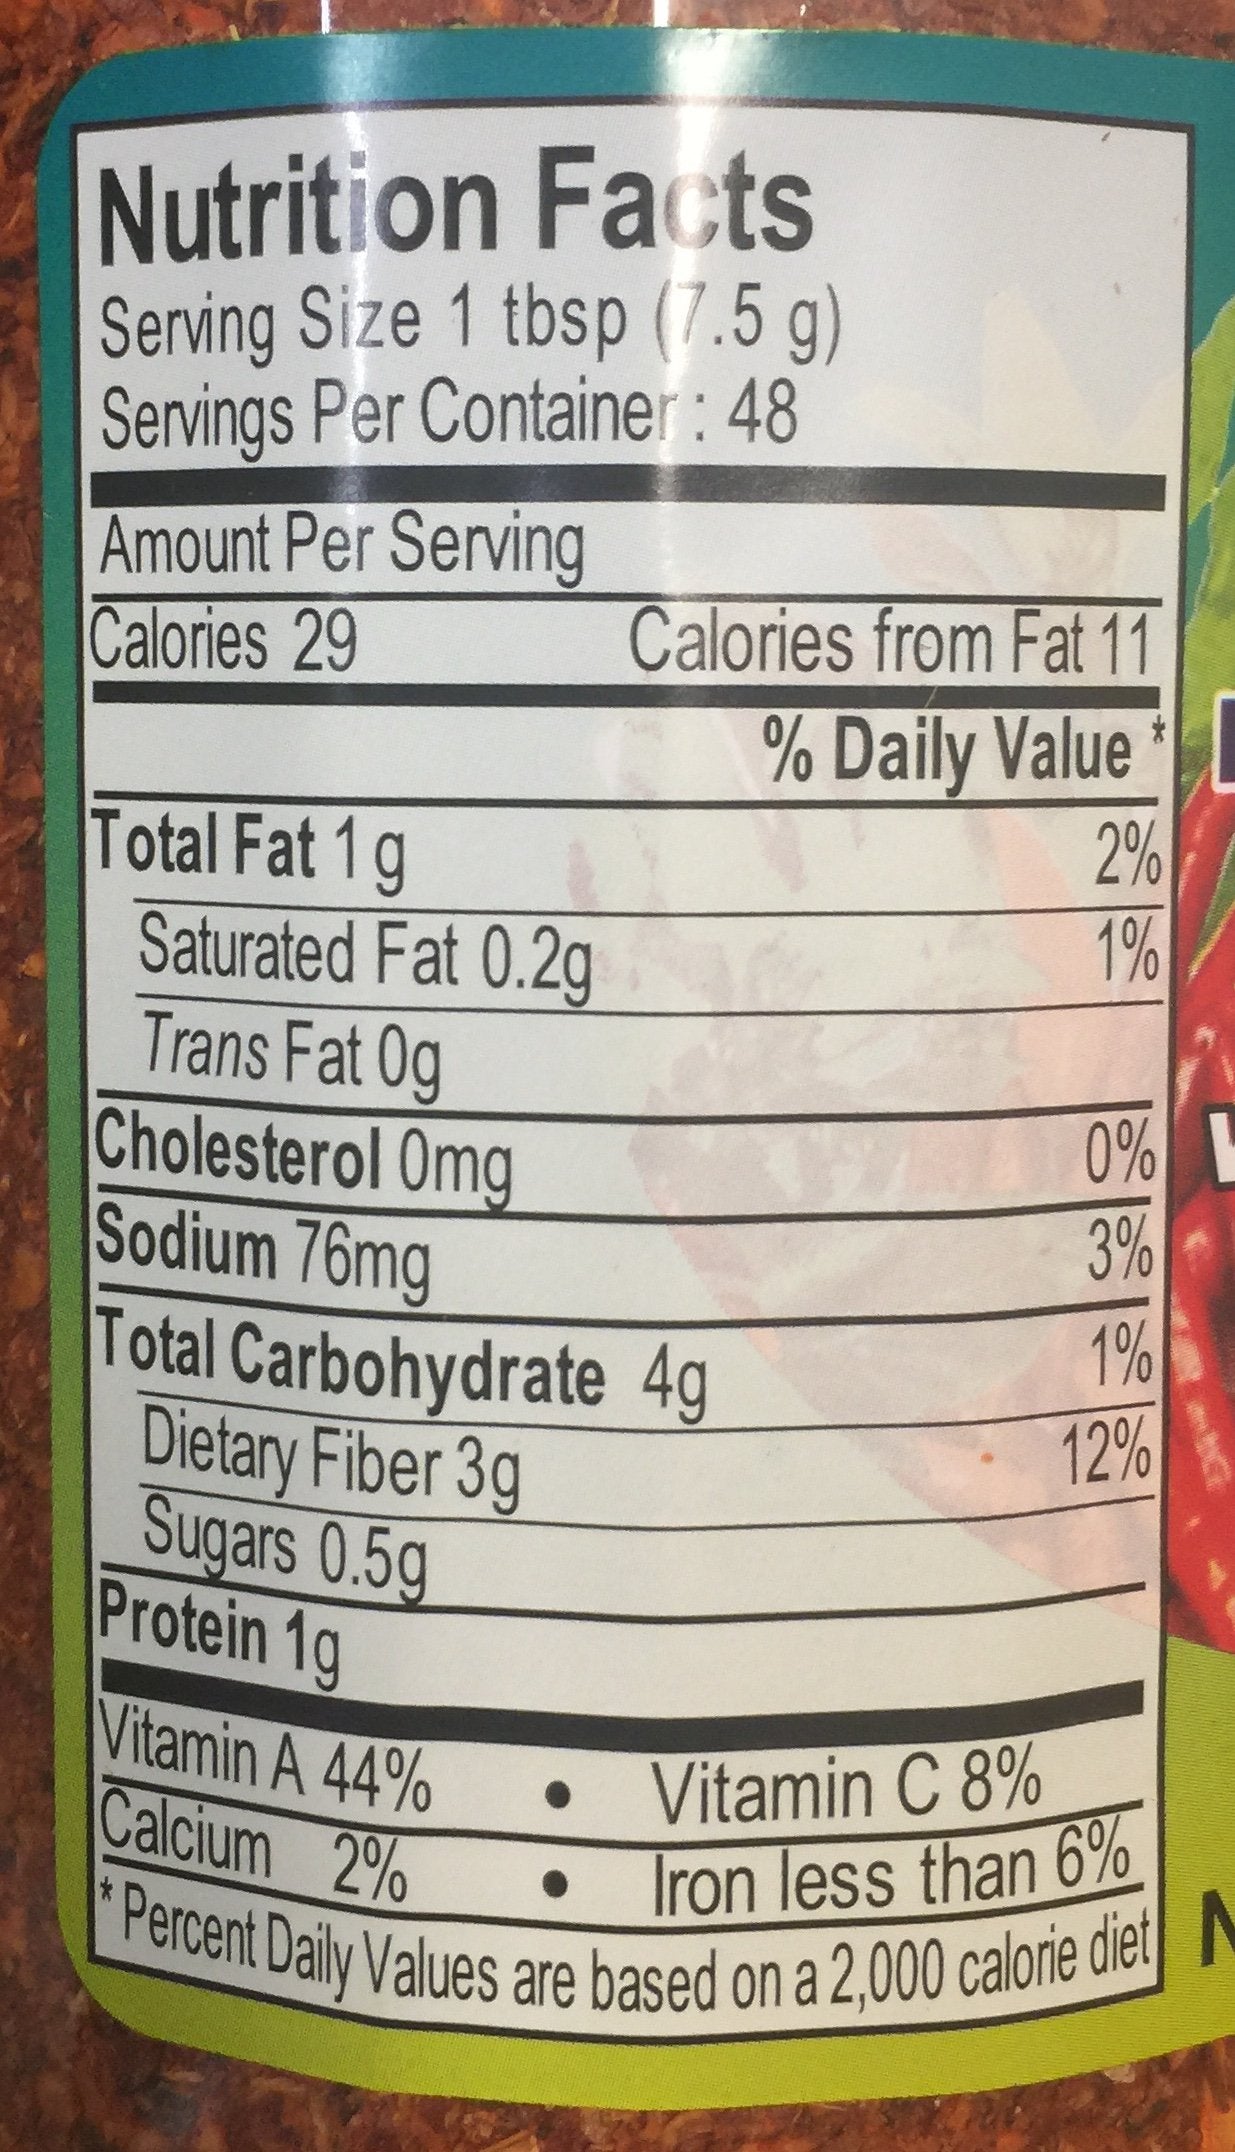 Nutrition Facts
Serving Size 1 tbsp (7.5 g)
Servings Per Container : 48
Amount Per Serving
Calories 29 Calories from Fat 11
% Daily Value *
Total Fat 1 g 2%
Saturated Fat 0.2g 1%
Trans Fat 0g
Cholesterol 0mg 0%
Sodium 76mg 3%
Total Carbohydrate 4g 1%
Dietary Fiber 3g 12%
Sugars 0.5g
Protein 1g
Vitamin A 44% • Vitamin C 8%
Calcium 2% • Iron less than 6%
* Percent Daily Values are based on a 2,000 calorie diet